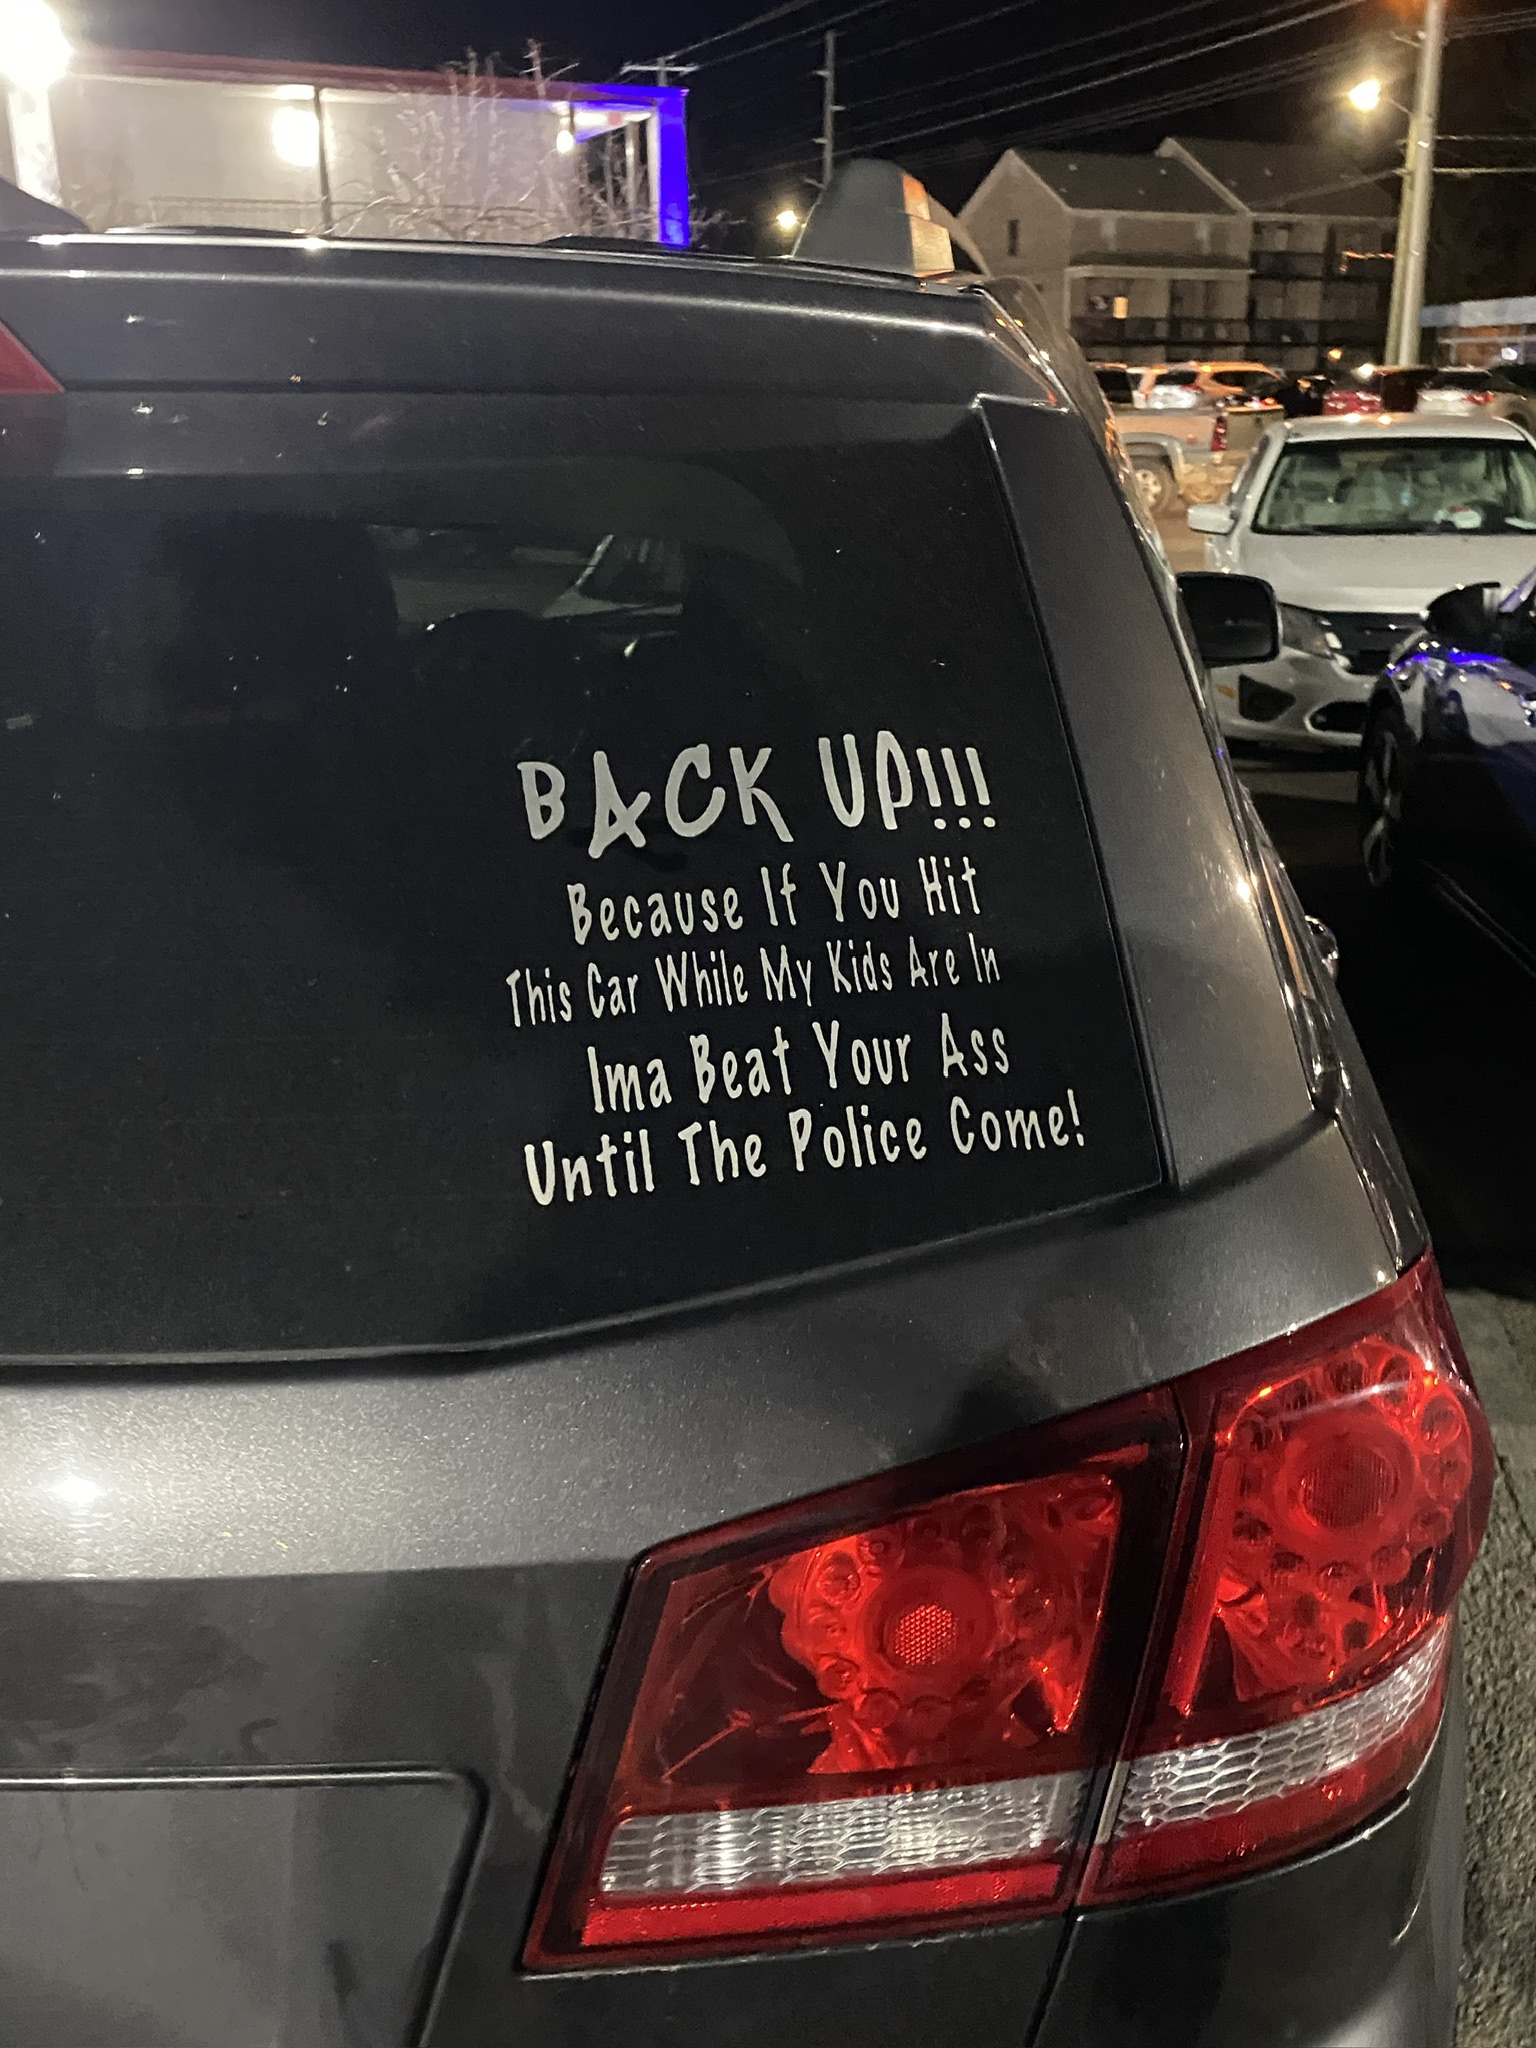 BACK UP!!!
Because If You Hit
This Car While My Kids Are In
Ima Beat Your Ass
Until The Police Come!